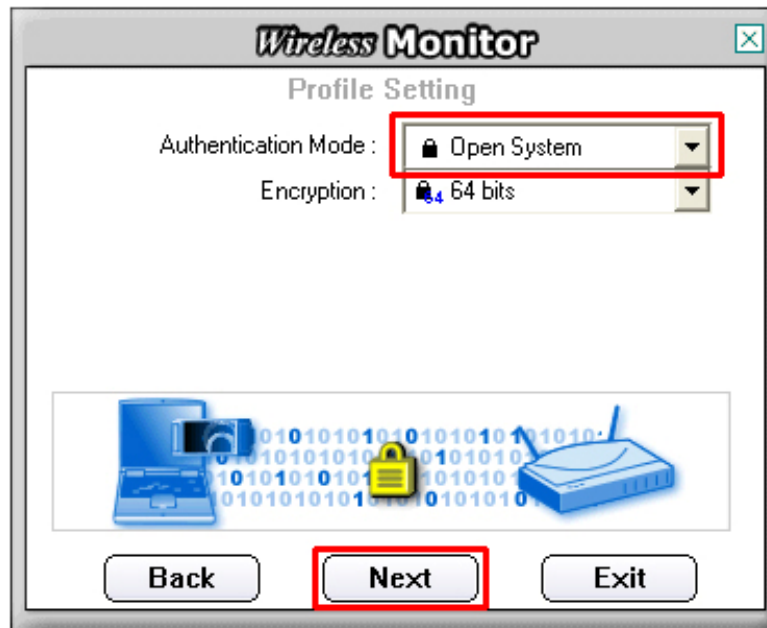 Wireless Monitor
Profile Setting
Authentication Mode : Open System
Encryption : 64 64 bits
Back Next Exit